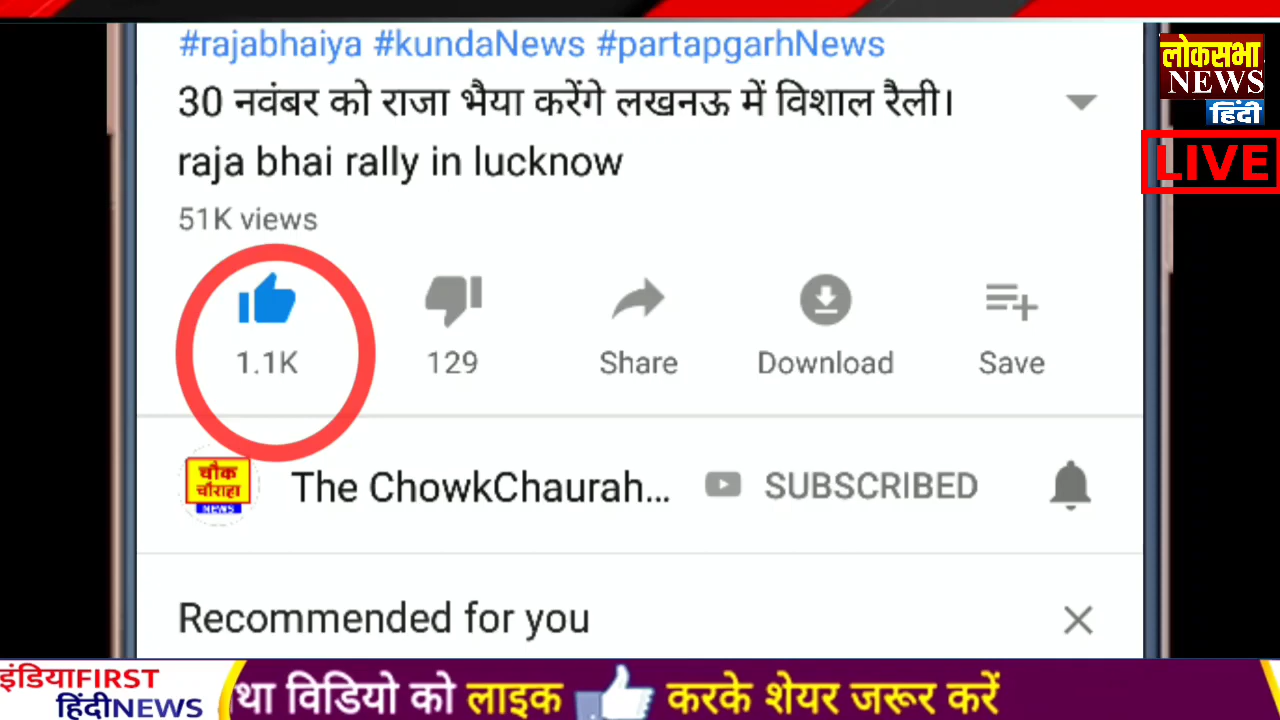 #rajabhaiya #kundaNews #partapgarhNews
30 नवंबर को राजा भैया करेंगे लखनऊ में विशाल रैली।
raja bhai rally in lucknow
51K views
1.1K
129
Share
Download
Save
चौक
चौराहा
NEWS
The ChowkChaurah...
SUBSCRIBED
Recommended for you
लोकसभा
NEWS
हिंदी
LIVE
इंडियाFIRST
हिंदीNEWS
था विडियो को लाइक करके शेयर जरूर करें